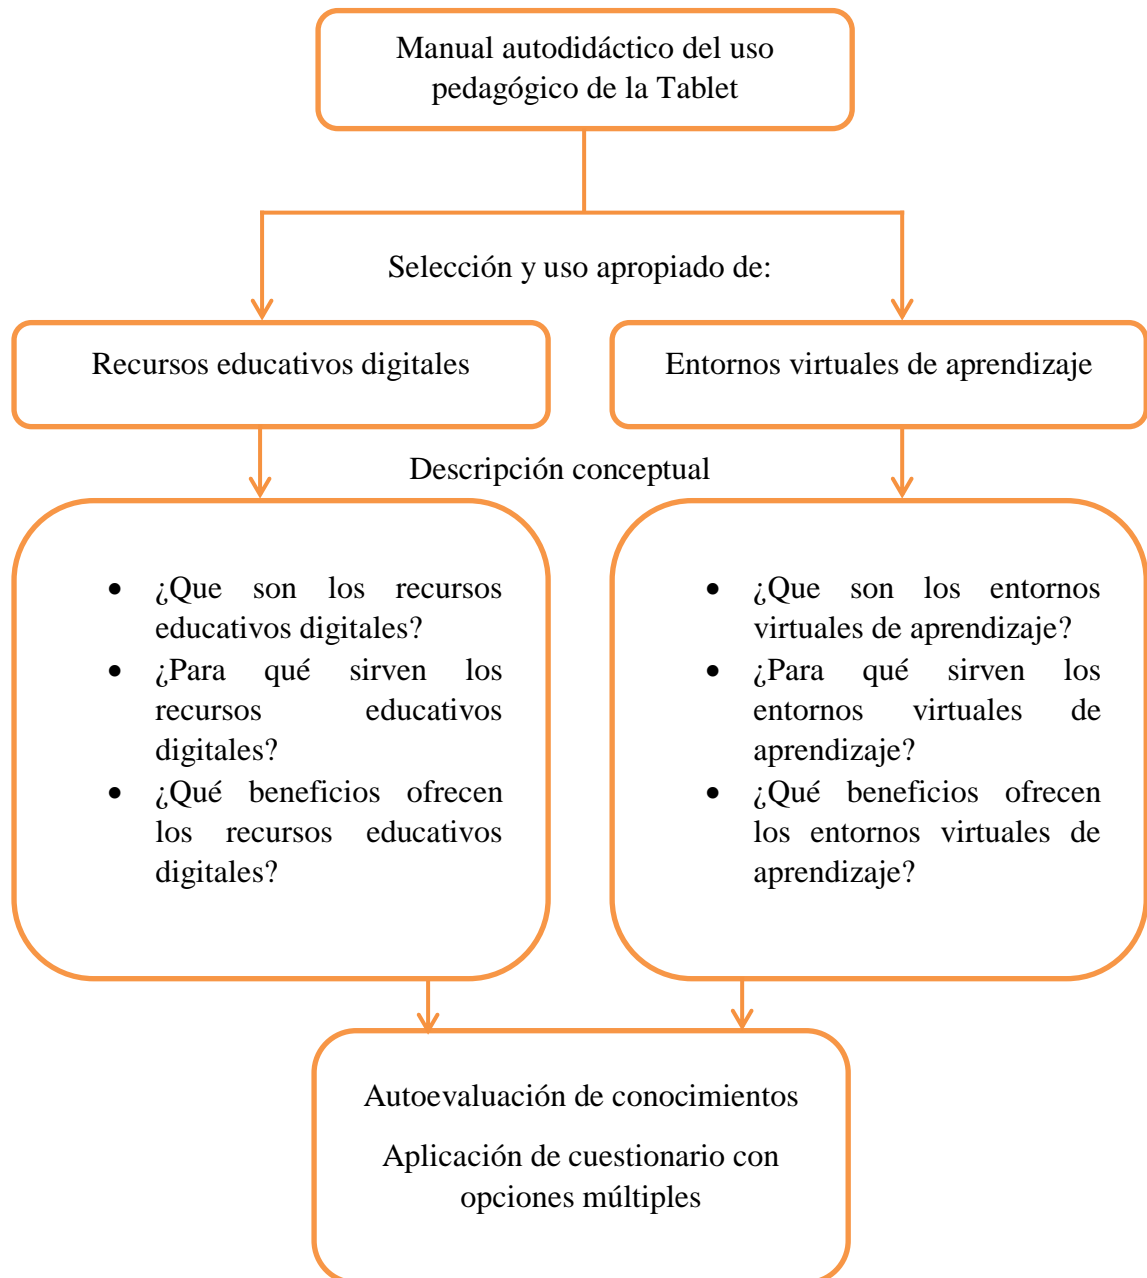 Manual autodidáctico del uso
pedagógico de la Tablet
Selección y uso apropiado de:
Recursos educativos digitales
Entornos virtuales de aprendizaje
Descripción conceptual
• ¿Que son los recursos
educativos digitales?
• ¿Para qué sirven los
recursos educativos
digitales?
• ¿Qué beneficios ofrecen
los recursos educativos
digitales?
• ¿Que son los entornos
virtuales de aprendizaje?
• ¿Para qué sirven los
entornos virtuales de
aprendizaje?
• ¿Qué beneficios ofrecen
los entornos virtuales de
aprendizaje?
Autoevaluación de conocimientos
Aplicación de cuestionario con
opciones múltiples